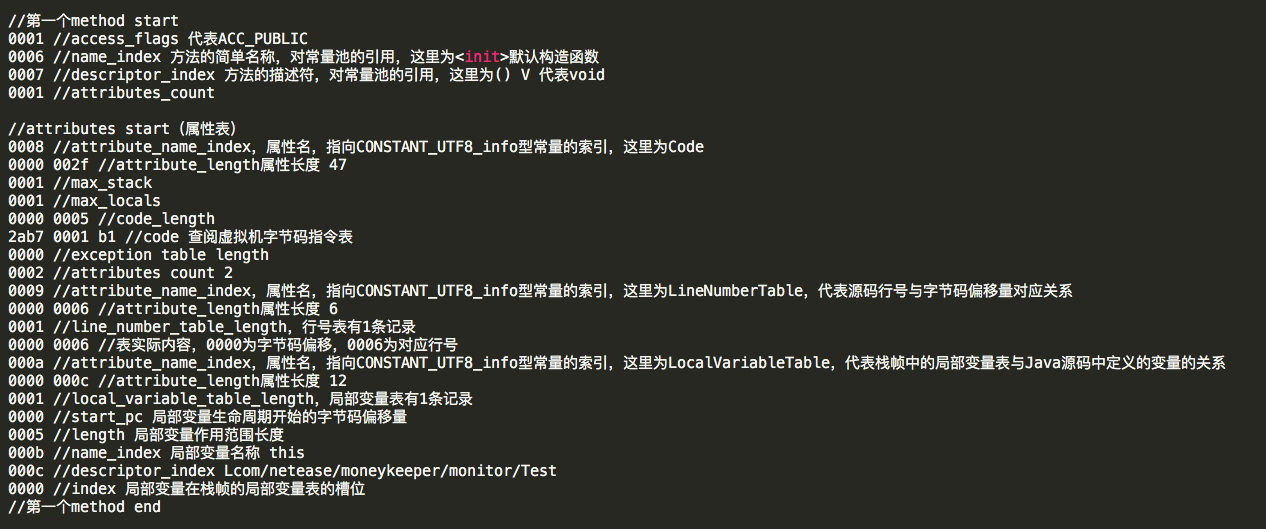 //第一个method start
0001 //access_flags 代表ACC_PUBLIC
0006 //name_index 方法的简单名称，对常量池的引用，这里为<init>默认构造函数
0007 //descriptor_index 方法的描述符，对常量池的引用，这里为() V 代表void
0001 //attributes_count
//attributes start（属性表）
0008 //attribute_name_index，属性名，指向CONSTANT_UTF8_info型常量的索引，这里为Code
0000 002f //attribute_length属性长度 47
0001 //max_stack
0001 //max_locals
0000 0005 //code_length
2ab7 0001 b1 //code 查阅虚拟机字节码指令表
0000 //exception table length
0002 //attributes count 2
0009 //attribute_name_index，属性名，指向CONSTANT_UTF8_info型常量的索引，这里为LineNumberTable，代表源码行号与字节码偏移量对应关系
0000 0006 //attribute_length属性长度 6
0001 //line_number_table_length，行号表有1条记录
0000 0006 //表实际内容，0000为字节码偏移，0006为对应行号
000a //attribute_name_index，属性名，指向CONSTANT_UTF8_info型常量的索引，这里为LocalVariableTable，代表栈帧中的局部变量表与Java源码中定义的变量的关系
0000 000c //attribute_length属性长度 12
0001 //local_variable_table_length，局部变量表有1条记录
0000 //start_pc 局部变量生命周期开始的字节码偏移量
0005 //length 局部变量作用范围长度
000b //name_index 局部变量名称 this
000c //descriptor_index Lcom/netease/moneykeeper/monitor/Test
0000 //index 局部变量在栈帧的局部变量表的槽位
//第一个method end